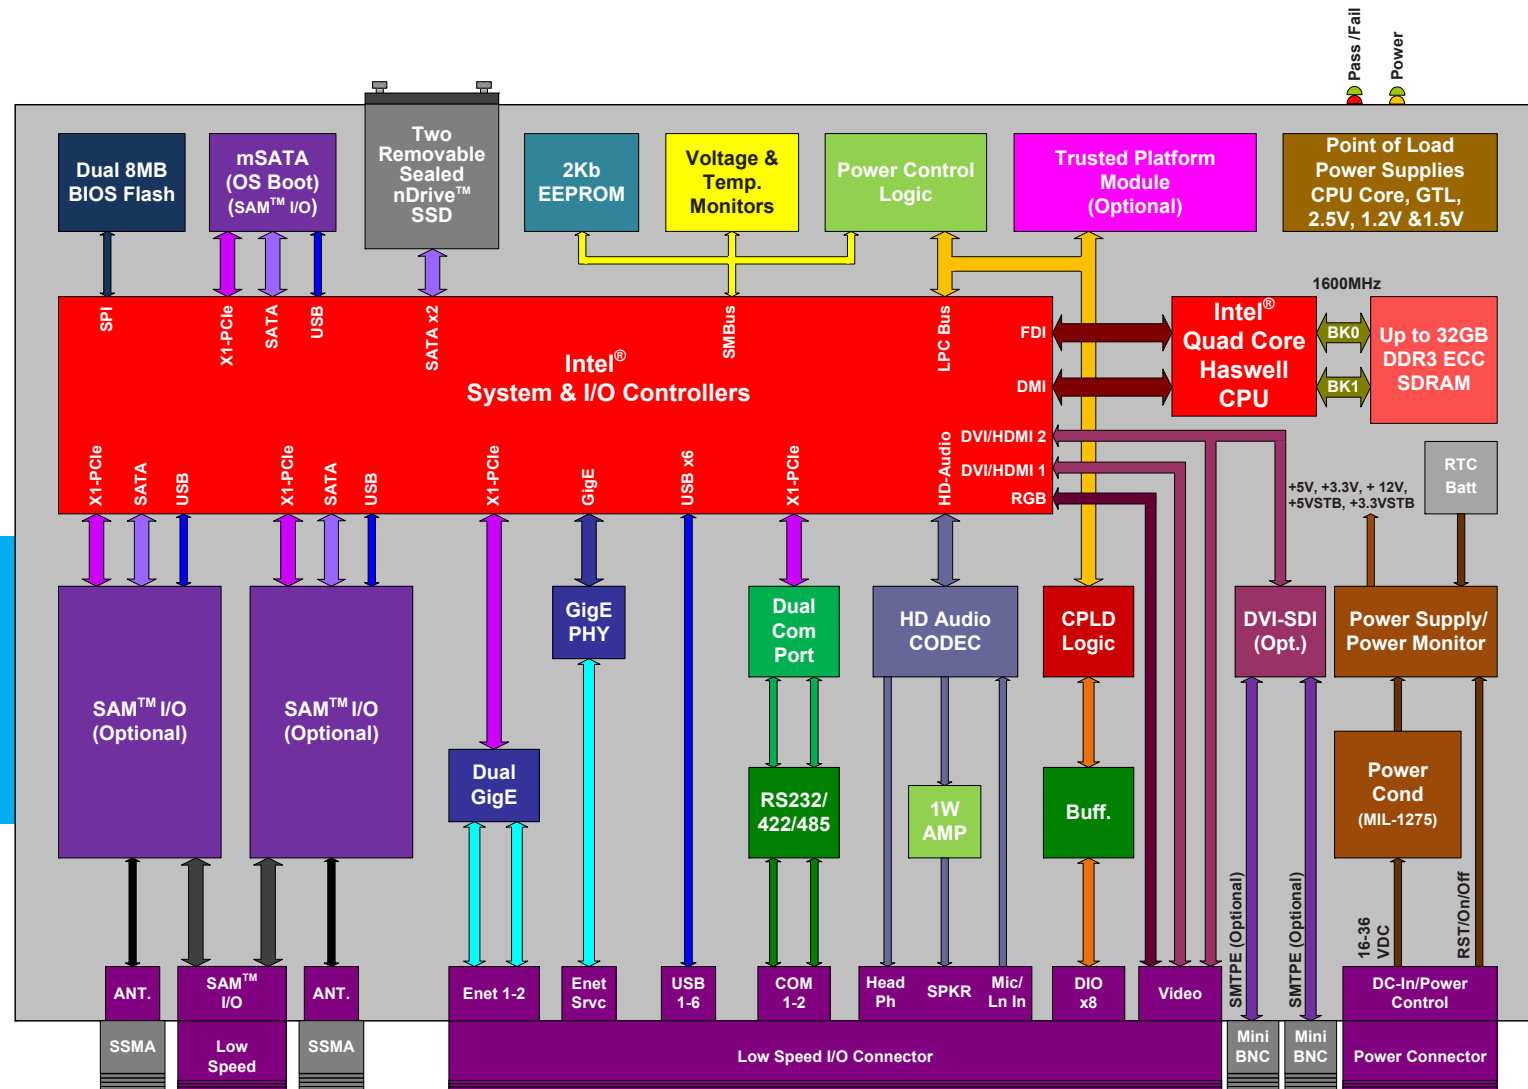 Pass /Fail
Power
Dual 8MB
BIOS Flash
mSATA
(OS Boot)
(SAM™ I/O)
Two
Removable
Sealed
nDrive™
SSD
2Kb
EEPROM
Voltage &
Temp.
Monitors
Power Control
Logic
Trusted Platform
Module
(Optional)
Point of Load
Power Supplies
CPU Core, GTL,
2.5V, 1.2V &1.5V
SPI
X1-PCIe
SATA
USB
SATA x2
SMBus
LPC Bus
FDI
DMI
Intel®
System & I/O Controllers
Intel®
Quad Core
Haswell
CPU
1600MHz
BK0
BK1
Up to 32GB
DDR3 ECC
SDRAM
X1-PCIe
SATA
USB
X1-PCIe
SATA
USB
X1-PCIe
GigE
USB x6
X1-PCIe
HD-Audio
DVI/HDMI 2
DVI/HDMI 1
RGB
+5V, +3.3V, + 12V,
+5VSTB, +3.3VSTB
RTC
Batt
SAM™ I/O
(Optional)
SAM™ I/O
(Optional)
GigE
PHY
Dual
GigE
Dual
Com
Port
HD Audio
CODEC
CPLD
Logic
DVI-SDI
(Opt.)
Power Supply/
Power Monitor
RS232/
422/485
1W
AMP
Buff.
Power
Cond
(MIL-1275)
SMTPE (Optional)
SMTPE (Optional)
16-36
VDC
RST/On/Off
ANT.
SAM™
I/O
ANT.
Enet 1-2
Enet
Srvc
USB
1-6
COM
1-2
Head
Ph
SPKR
Mic/
Ln In
DIO
x8
Video
DC-In/Power
Control
SSMA
Low
Speed
SSMA
Low Speed I/O Connector
Mini
BNC
Mini
BNC
Power Connector